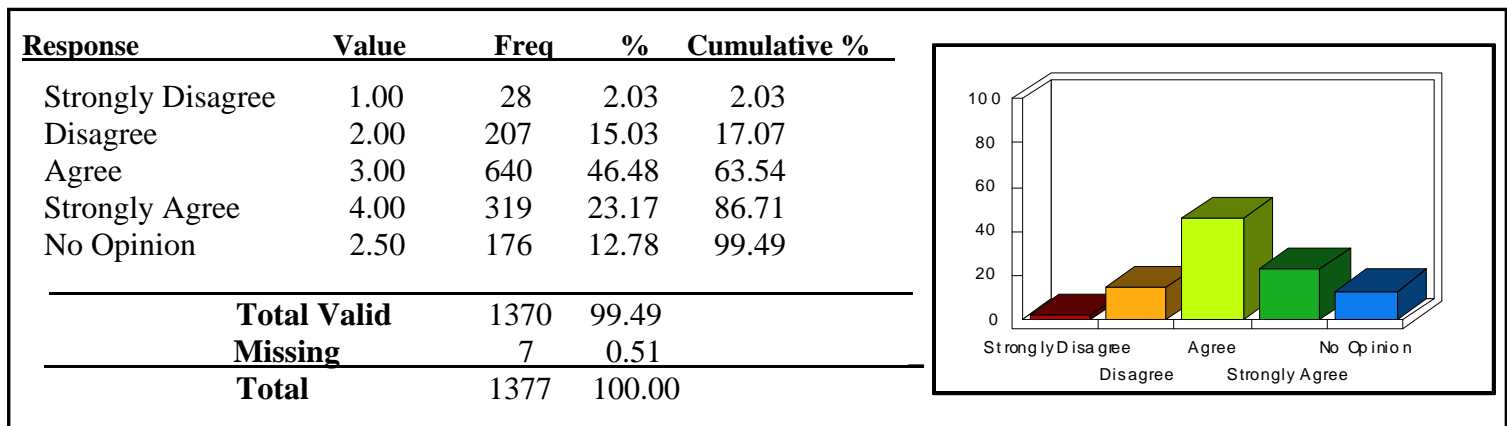 Response Value Freq % Cumulative %
Strongly Disagree 1.00 28 2.03 2.03
Disagree 2.00 207 15.03 17.07
Agree 3.00 640 46.48 63.54
Strongly Agree 4.00 319 23.17 86.71
No Opinion 2.50 176 12.78 99.49
Total Valid 1370 99.49
Missing 7 0.51
Total 1377 100.00
100
80
60
40
20
0
Strongly Disagree Agree No Opinion
Disagree Strongly Agree